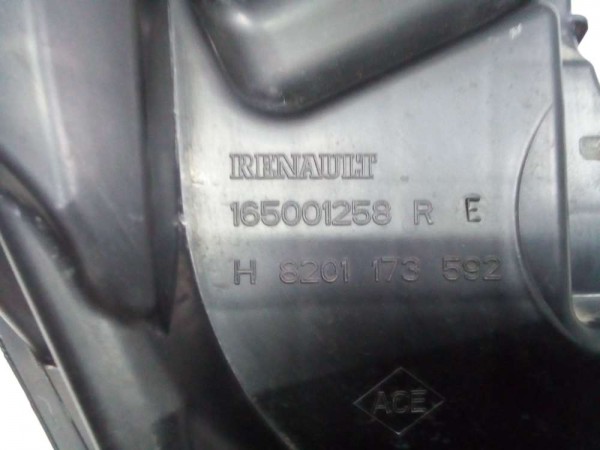 RENAULT
165001258 R E
H 8201 173 592
ACE